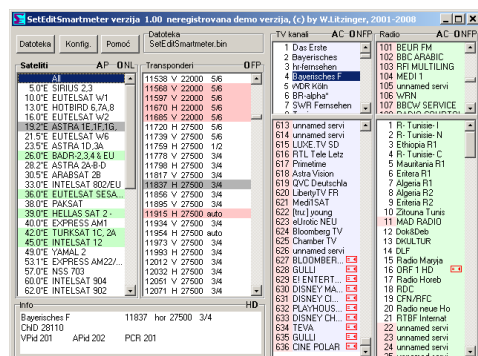 SetEditSmartmeter verzija 1.00 neregistrovana demo verzija, (c) by W.Litzinger, 2001-2008
Datoteka Konfig. Pomoć
Datoteka
SetEditSmartmeter.bin
Sateliti AP ONL
All
5.0°E SIRIUS 2,3
10.0°E EUTELSAT W1
13.0°E HOTBIRD 6,7A,8
16.0°E EUTELSAT W2
19.2°E ASTRA 1E,1F,1G,
21.5°E EUTELSAT W6
23.5°E ASTRA 1D,3A
26.0°E BADR-2,3,4 & EU
28.2°E ASTRA 2A-B-D
30.5°E ARABSAT 2B
33.0°E INTELSAT 802/EU
36.0°E EUTELSAT SESA...
38.0°E PAKSAT
39.0°E HELLAS SAT 2 -
40.0°E EXPRESS AM1
42.0°E TURKSAT 1C, 2A
45.0°E INTELSAT 12
49.0°E YAMAL 2
53.1°E EXPRESS AM22/...
57.0°E NSS 703
60.0°E INTELSAT 904
62.0°E INTELSAT 902
Transponderi OFP
11538 V 22000 5/6
11568 V 22000 5/6
11597 V 22000 5/6
11670 H 22000 5/6
11685 V 22000 5/6
11720 H 27500 5/6
11739 V 27500 5/6
11759 H 27500 1/2
11778 V 27500 3/4
11798 H 27500 3/4
11817 V 27500 3/4
11837 H 27500 3/4
11856 V 27500 3/4
11895 V 27500 3/4
11915 H 27500 auto
11934 V 27500 3/4
11954 H 27500 auto
11973 V 27500 3/4
11993 H 27500 3/4
12012 V 27500 3/4
12032 H 27500 3/4
12051 V 27500 3/4
12071 H 27500 3/4
Info HD
Bayerisches F 11837 hor 27500 3/4
ChID 28110
VPid 201 APid 202 PCR 201
TV kanali AC ONFP
1 Das Erste
2 Bayerisches
3 hr-fernsehen
4 Bayerisches F
5 WDR Köln
6 BR-alpha*
7 SWR Fernsehen
613 unnamed servi
614 unnamed servi
615 LUXE.TV SD
616 RTL Tele Letz
617 Primetime
618 Astra Vision
619 QVC Deutschla
620 LibertyTV FR
621 MediTSAT
622 [tru:] young
623 eUrotic NEU
624 Bloomberg TV
625 Chamber TV
626 unnamed servi
627 BLOOMBER...
628 GULLI
629 E! ENTERT...
630 DISNEY MA...
631 DISNEY CI...
632 PLAYHOUS...
633 DISNEY CH...
634 TEVA
635 GULLI
636 CINE POLAR
Radio AC ONFP
101 BEUR FM
102 BBC ARABIC
103 RFI MULTILING
104 MEDI 1
105 unnamed servi
106 WRN
107 BBCW SERVICE
1 R- Tunisie- I
2 R- Tunisie- N
3 Ethiopia R1
4 R- Tunisie- C
5 Mauritania R1
6 Eritera R1
7 Algeria R1
8 Algeria R2
9 Eritera R2
10 Zitouna Tunis
11 MAD RADIO
12 Dok&Deb
13 DKULTUR
14 DLF
15 Radio Maryja
16 ORF 1 HD
17 Radio Horeb
18 RDC
19 CFN/RFC
20 Radio neue Ho
21 RTBF Internat
22 unnamed servi
23 unnamed servi
24 unnamed servi